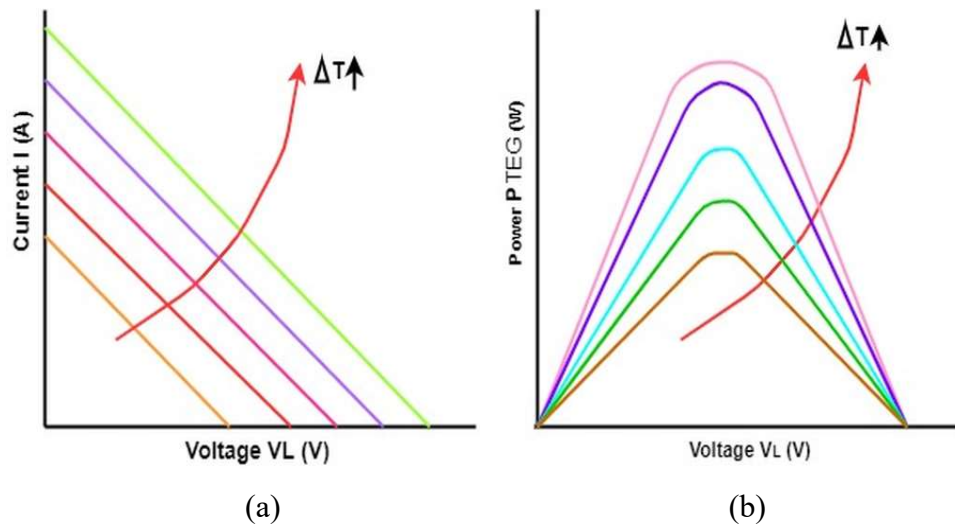 Current I (A)
ΔT↑
Voltage VL (V)
(a)
Power P TEG (W)
ΔT↑
Voltage VL (V)
(b)